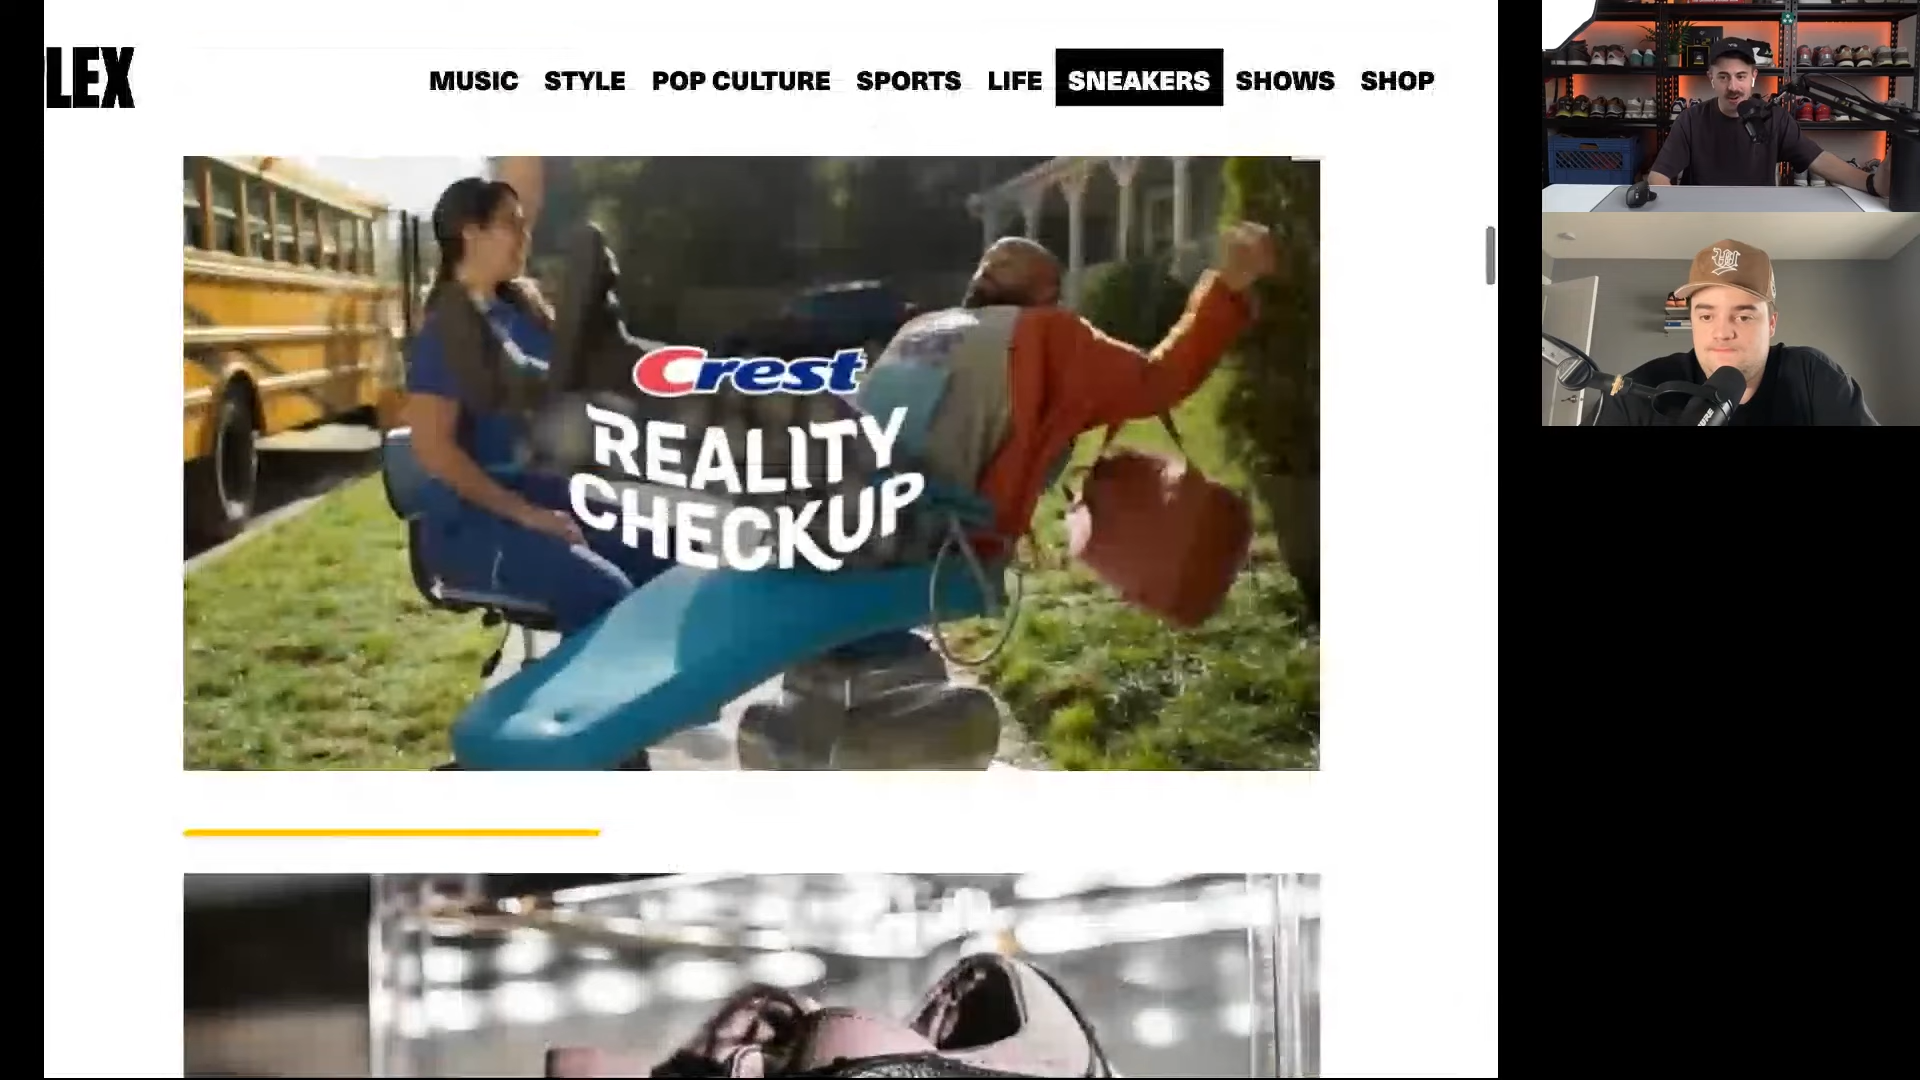 LEX
MUSIC STYLE POP CULTURE SPORTS LIFE SNEAKERS SHOWS SHOP
Crest
REALITY
CHECKUP